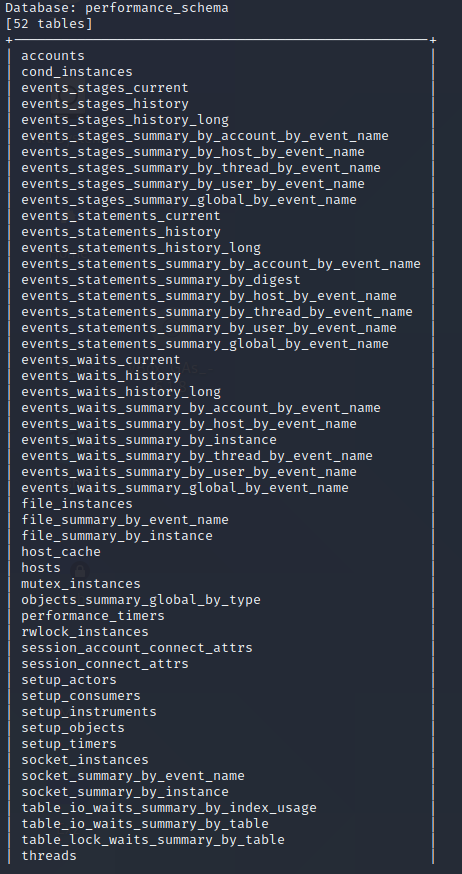 Database: performance_schema
[52 tables]
+----------------------------------------------------+
| accounts |
| cond_instances |
| events_stages_current |
| events_stages_history |
| events_stages_history_long |
| events_stages_summary_by_account_by_event_name |
| events_stages_summary_by_host_by_event_name |
| events_stages_summary_by_thread_by_event_name |
| events_stages_summary_by_user_by_event_name |
| events_stages_summary_global_by_event_name |
| events_statements_current |
| events_statements_history |
| events_statements_history_long |
| events_statements_summary_by_account_by_event_name |
| events_statements_summary_by_digest |
| events_statements_summary_by_host_by_event_name |
| events_statements_summary_by_thread_by_event_name |
| events_statements_summary_by_user_by_event_name |
| events_statements_summary_global_by_event_name |
| events_waits_current |
| events_waits_history |
| events_waits_history_long |
| events_waits_summary_by_account_by_event_name |
| events_waits_summary_by_host_by_event_name |
| events_waits_summary_by_instance |
| events_waits_summary_by_thread_by_event_name |
| events_waits_summary_by_user_by_event_name |
| events_waits_summary_global_by_event_name |
| file_instances |
| file_summary_by_event_name |
| file_summary_by_instance |
| host_cache |
| hosts |
| mutex_instances |
| objects_summary_global_by_type |
| performance_timers |
| rwlock_instances |
| session_account_connect_attrs |
| session_connect_attrs |
| setup_actors |
| setup_consumers |
| setup_instruments |
| setup_objects |
| setup_timers |
| socket_instances |
| socket_summary_by_event_name |
| socket_summary_by_instance |
| table_io_waits_summary_by_index_usage |
| table_io_waits_summary_by_table |
| table_lock_waits_summary_by_table |
| threads |